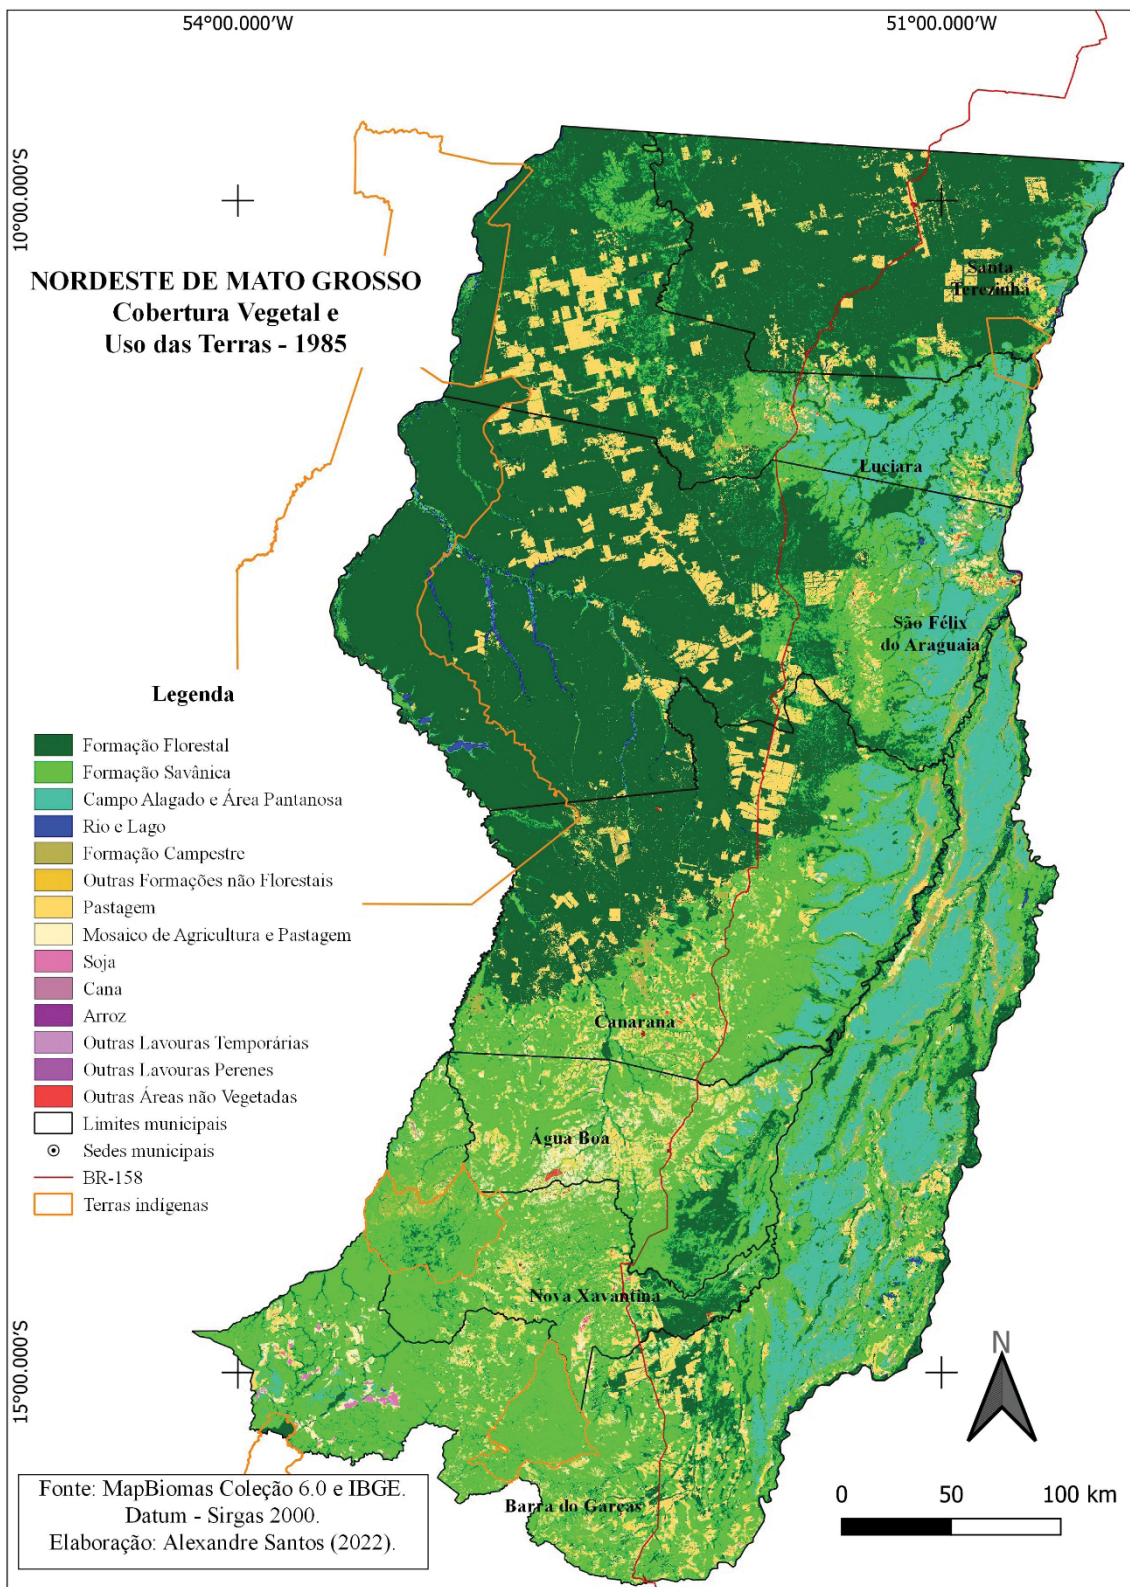 54°00.000'W
51°00.000'W
10°00.000'S
NORDESTE DE MATO GROSSO
Cobertura Vegetal e
Uso das Terras - 1985
Santa
Terezinha
Luciara
São Félix
do Araguaia
Legenda
Formação Florestal
Formação Savânica
Campo Alagado e Área Pantanosa
Rio e Lago
Formação Campestre
Outras Formações não Florestais
Pastagem
Mosaico de Agricultura e Pastagem
Soja
Cana
Arroz
Outras Lavouras Temporárias
Outras Lavouras Perenes
Outras Áreas não Vegetadas
Limites municipais
Sedes municipais
BR-158
Terras indígenas
Canarana
Água Boa
Nova Xavantina
Barra do Garças
15°00.000'S
N
0 50 100 km
Fonte: MapBiomas Coleção 6.0 e IBGE.
Datum - Sirgas 2000.
Elaboração: Alexandre Santos (2022).